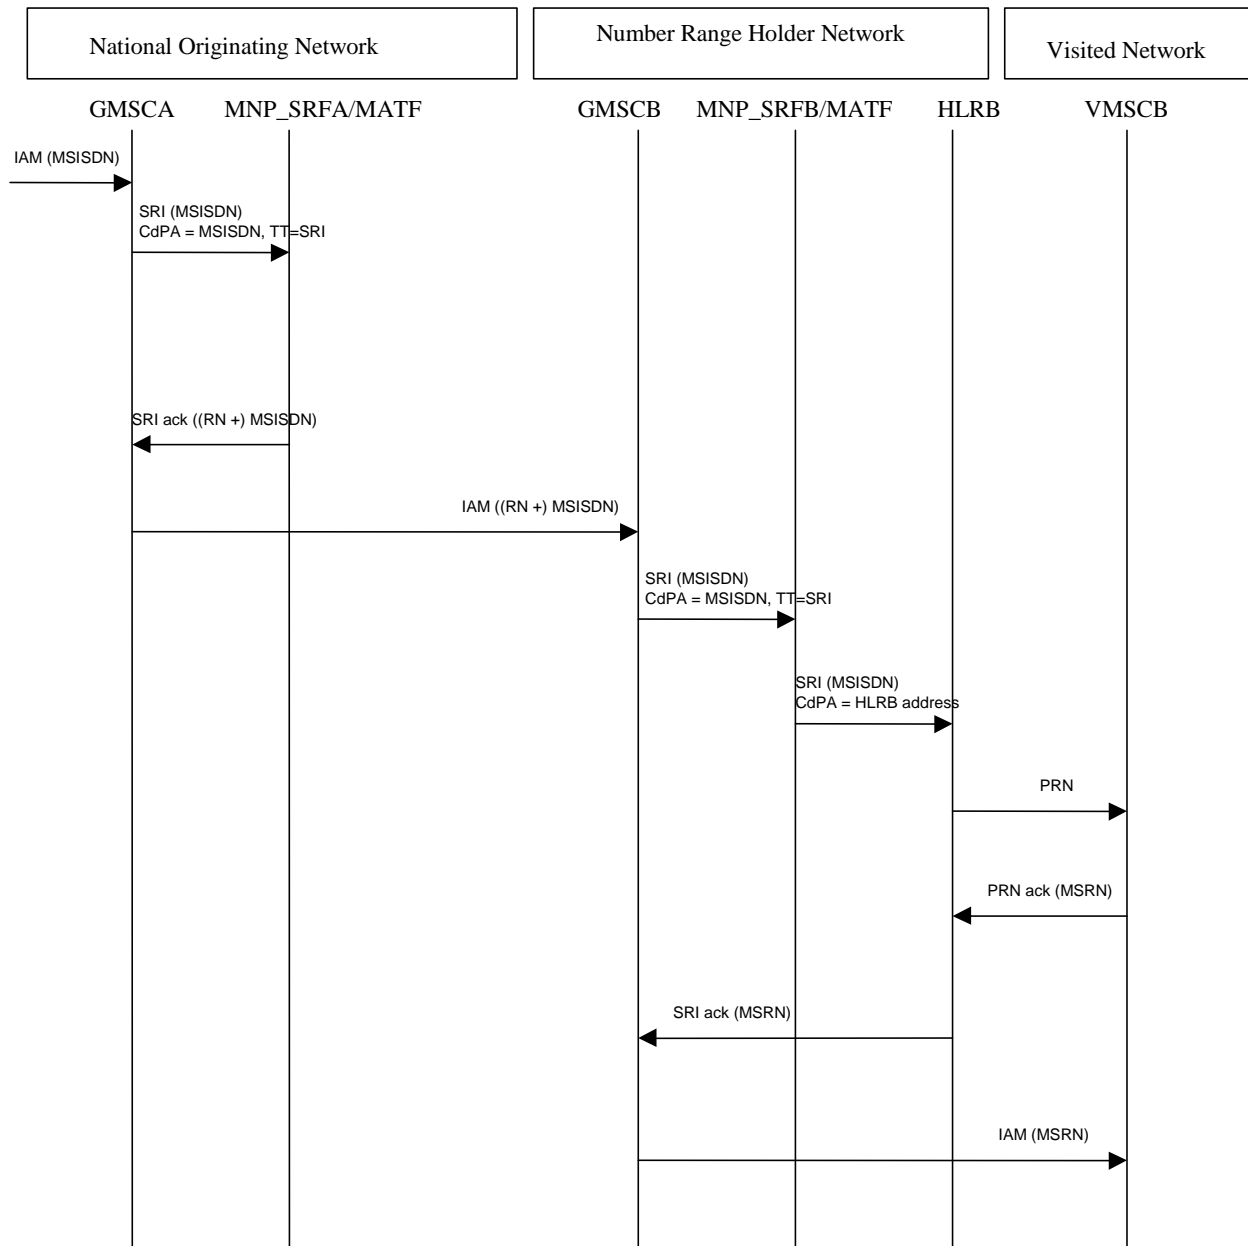 National Originating Network
Number Range Holder Network
Visited Network
GMSCA
MNP_SRFA/MATF
GMSCB
MNP_SRFB/MATF
HLRB
VMSCB
IAM (MSISDN)
SRI (MSISDN)
CdPA = MSISDN, TT=SRI
SRI ack ((RN +) MSISDN)
IAM ((RN +) MSISDN)
SRI (MSISDN)
CdPA = MSISDN, TT=SRI
SRI (MSISDN)
CdPA = HLRB address
PRN
PRN ack (MSRN)
SRI ack (MSRN)
IAM (MSRN)